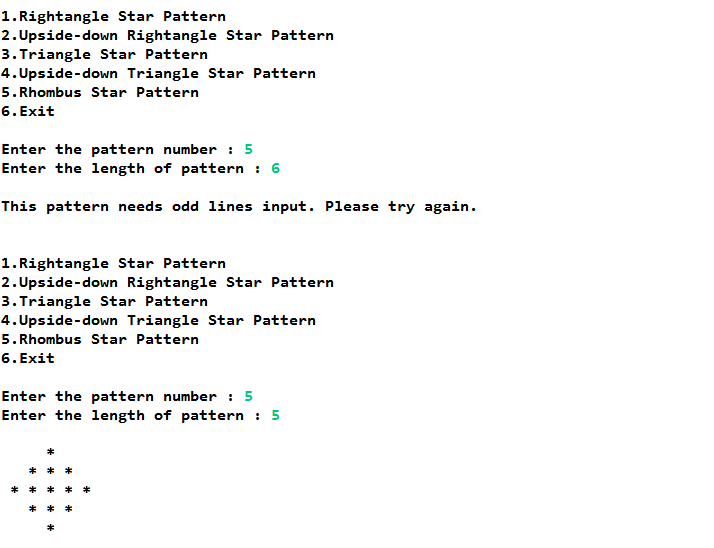 1.Rightangle Star Pattern
2.Upside-down Rightangle Star Pattern
3.Triangle Star Pattern
4.Upside-down Triangle Star Pattern
5.Rhombus Star Pattern
6.Exit

Enter the pattern number : 5
Enter the length of pattern : 6

This pattern needs odd lines input. Please try again.


1.Rightangle Star Pattern
2.Upside-down Rightangle Star Pattern
3.Triangle Star Pattern
4.Upside-down Triangle Star Pattern
5.Rhombus Star Pattern
6.Exit

Enter the pattern number : 5
Enter the length of pattern : 5

     *
   * * *
 * * * * *
   * * *
     *